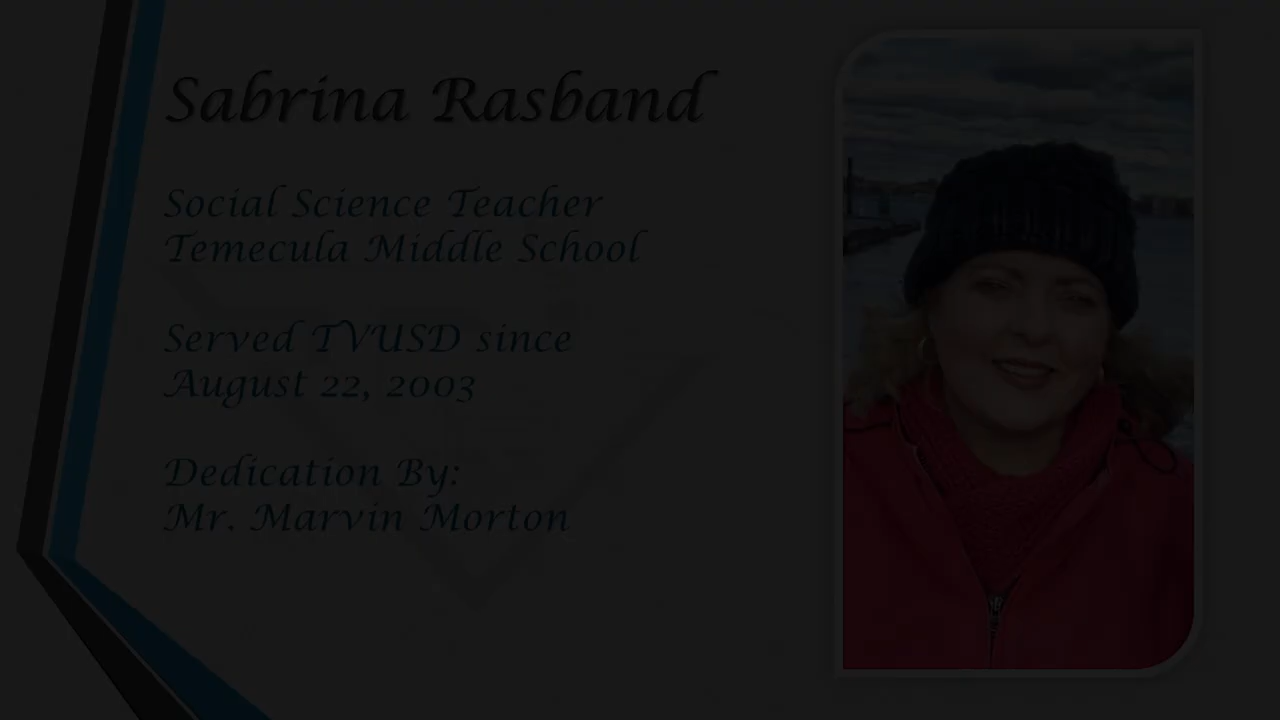 Sabrina Rasband
Social Science Teacher
Temecula Middle School
Served TVUSD since
August 22, 2003
Dedication By:
Mr. Marvin Morton